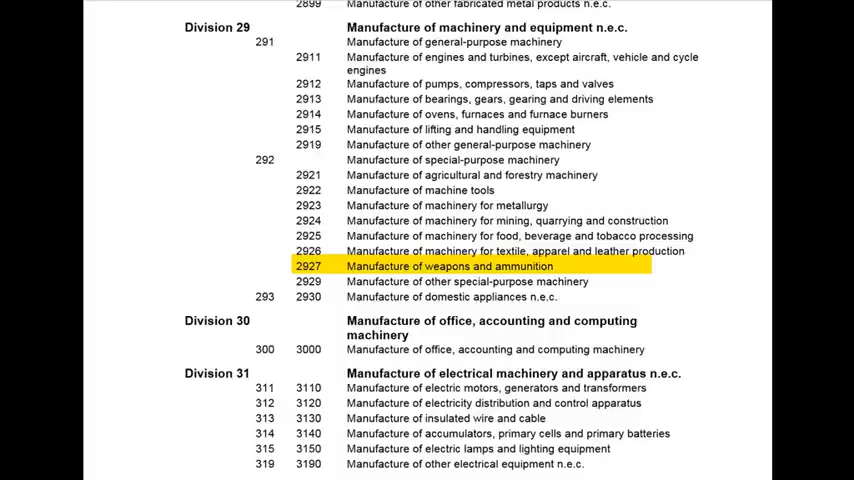 2899 Manufacture of other fabricated metal products n.e.c.
Division 29 Manufacture of machinery and equipment n.e.c.
291 Manufacture of general-purpose machinery
2911 Manufacture of engines and turbines, except aircraft, vehicle and cycle
engines
2912 Manufacture of pumps, compressors, taps and valves
2913 Manufacture of bearings, gears, gearing and driving elements
2914 Manufacture of ovens, furnaces and furnace burners
2915 Manufacture of lifting and handling equipment
2919 Manufacture of other general-purpose machinery
292 Manufacture of special-purpose machinery
2921 Manufacture of agricultural and forestry machinery
2922 Manufacture of machine tools
2923 Manufacture of machinery for metallurgy
2924 Manufacture of machinery for mining, quarrying and construction
2925 Manufacture of machinery for food, beverage and tobacco processing
2926 Manufacture of machinery for textile, apparel and leather production
2927 Manufacture of weapons and ammunition
2929 Manufacture of other special-purpose machinery
293 2930 Manufacture of domestic appliances n.e.c.
Division 30 Manufacture of office, accounting and computing
machinery
300 3000 Manufacture of office, accounting and computing machinery
Division 31 Manufacture of electrical machinery and apparatus n.e.c.
311 3110 Manufacture of electric motors, generators and transformers
312 3120 Manufacture of electricity distribution and control apparatus
313 3130 Manufacture of insulated wire and cable
314 3140 Manufacture of accumulators, primary cells and primary batteries
315 3150 Manufacture of electric lamps and lighting equipment
319 3190 Manufacture of other electrical equipment n.e.c.